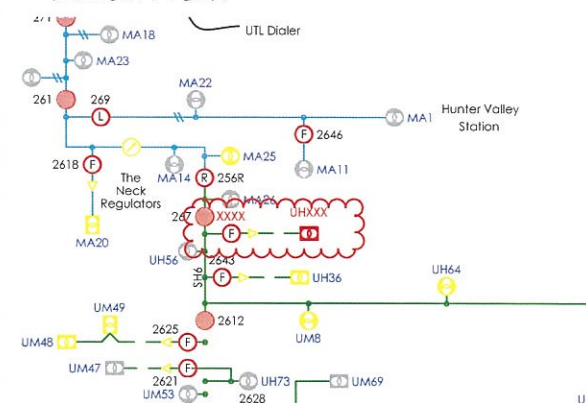 271
MA18
UTL Dialer
MA23
MA22
261
269
L
MA1
Hunter Valley
Station
F
2646
2618
F
MA14
MA25
MA11
The
Neck
Regulators
R
256R
MA26
MA20
267
XXXX
UHXXX
F
UH56
2643
SH6
F
UH36
UH64
UM49
2612
UM8
2625
UM48
F
UM47
F
2621
UH73
UM69
UM53
2628
U